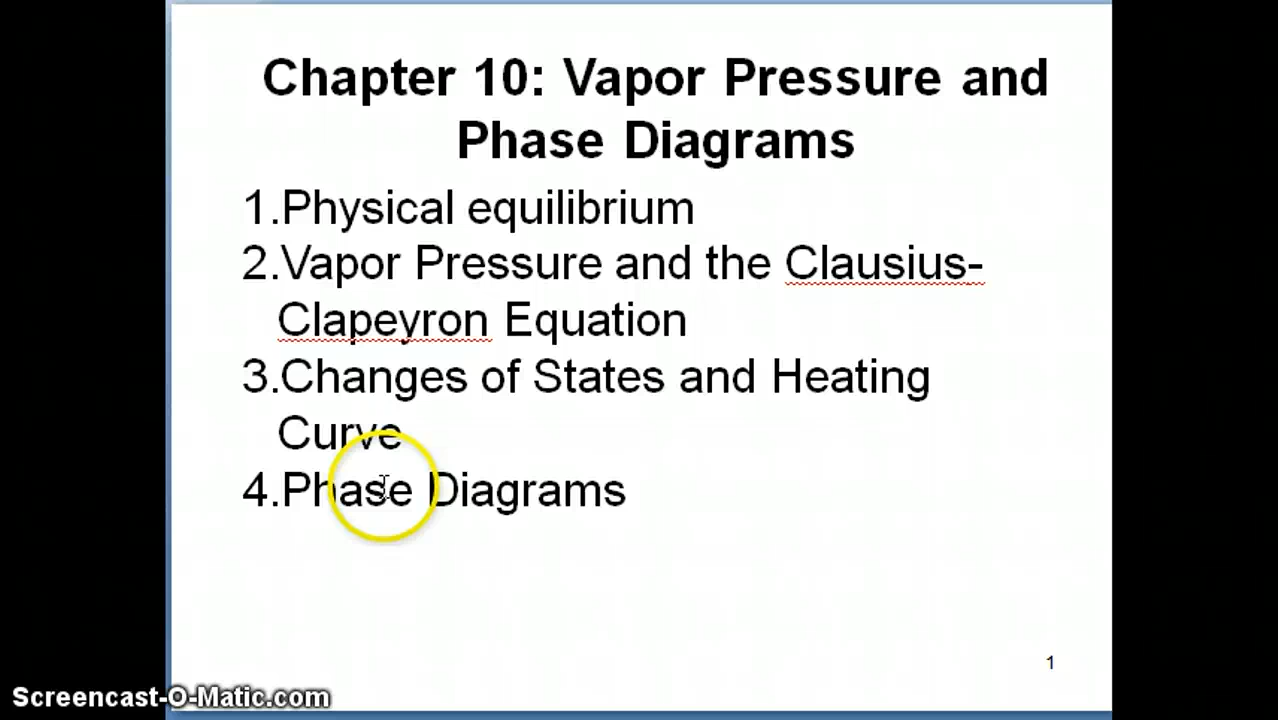 Chapter 10: Vapor Pressure and
Phase Diagrams
1.Physical equilibrium
2.Vapor Pressure and the Clausius-
Clapeyron Equation
3.Changes of States and Heating
Curve
4.Phase Diagrams
1
Screencast-O-Matic.com